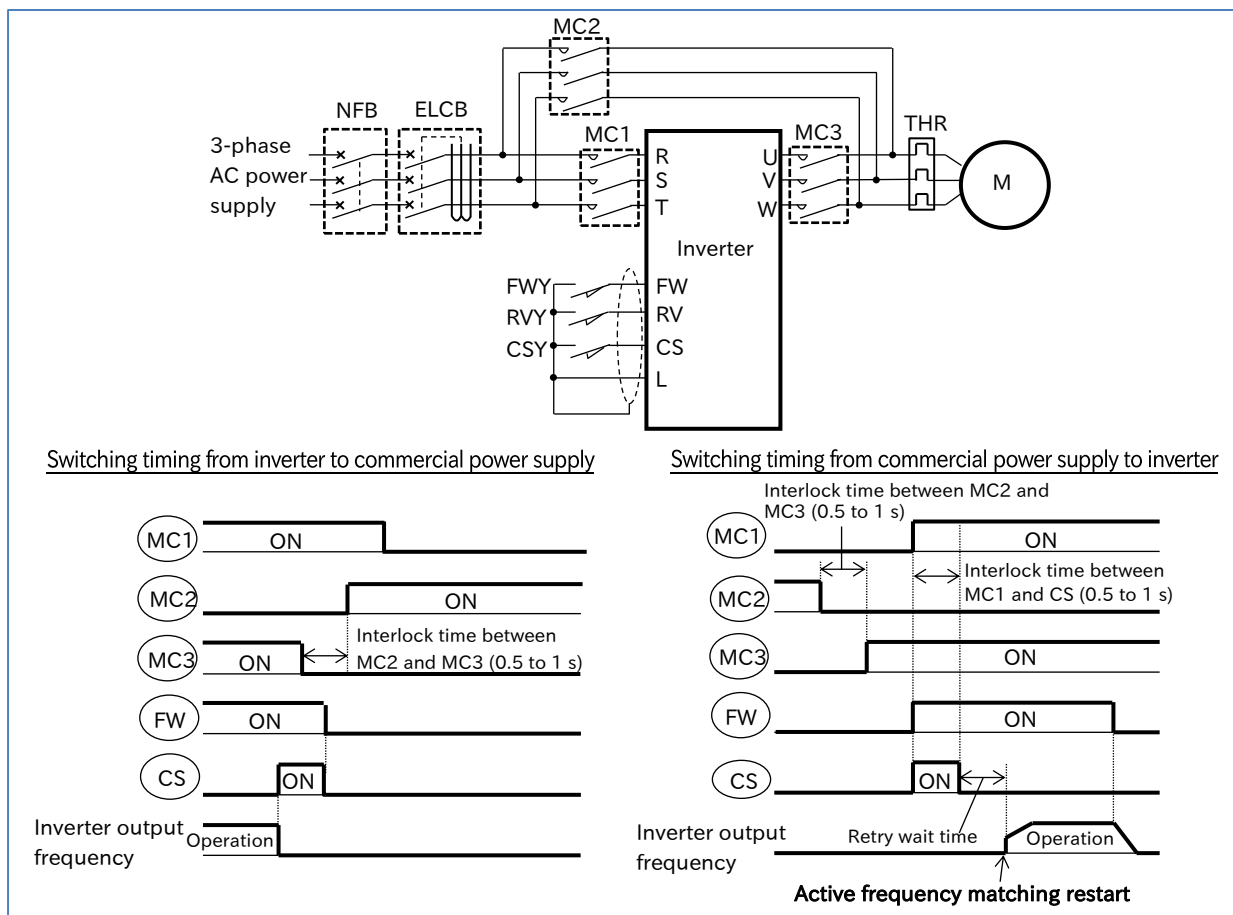 MC2
NFB
ELCB
MC1
MC3
THR
3-phase
AC power
supply
R
S
T
U
V
W
M
Inverter
FWY
RVY
CSY
FW
RV
CS
L
Switching timing from inverter to commercial power supply
MC1
ON
MC2
ON
MC3
ON
Interlock time between
MC2 and MC3 (0.5 to 1 s)
FW
ON
CS
ON
Inverter output
frequency
Operation
Switching timing from commercial power supply to inverter
Interlock time between MC2 and
MC3 (0.5 to 1 s)
MC1
ON
Interlock time between
MC1 and CS (0.5 to 1 s)
MC2
MC3
ON
FW
ON
CS
ON
Inverter output
frequency
Retry wait time
Operation
Active frequency matching restart